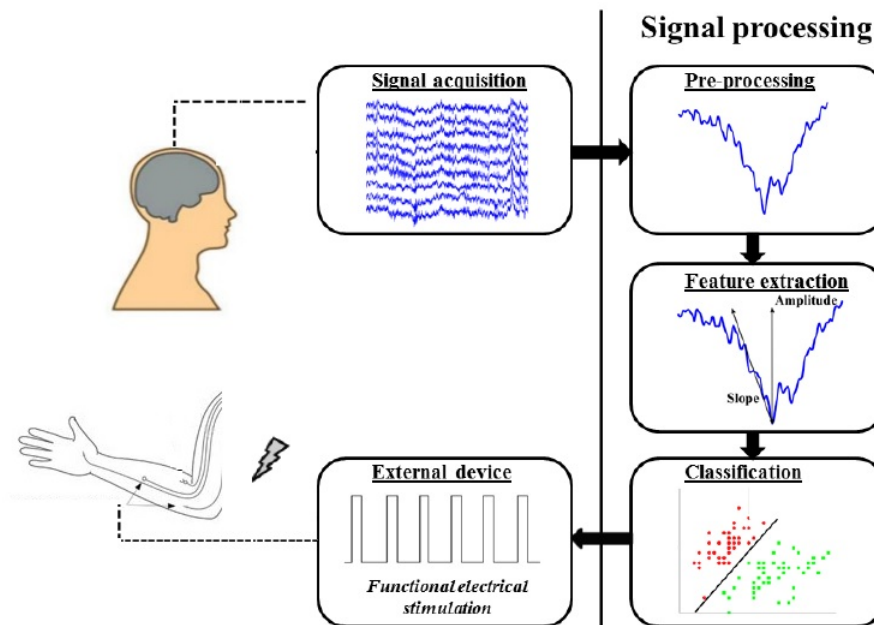 Signal processing
Signal acquisition
Pre-processing
Feature extraction
Amplitude
Slope
External device
Functional electrical
stimulation
Classification